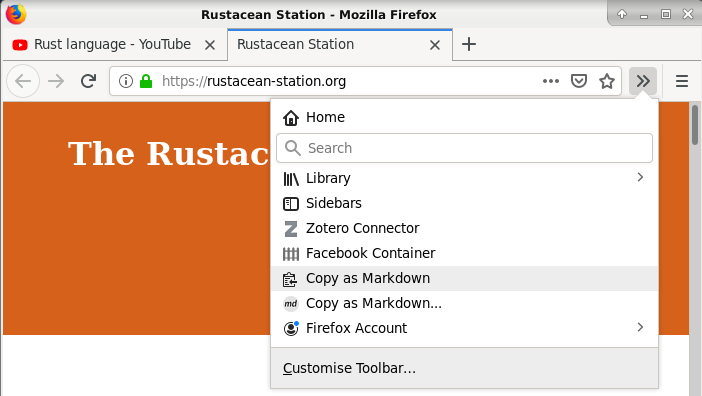 Rustacean Station - Mozilla Firefox
Rust language - YouTube
Rustacean Station
https://rustacean-station.org
The Rustac
Home
Search
Library
Sidebars
Zotero Connector
Facebook Container
Copy as Markdown
md Copy as Markdown...
Firefox Account
Customise Toolbar...